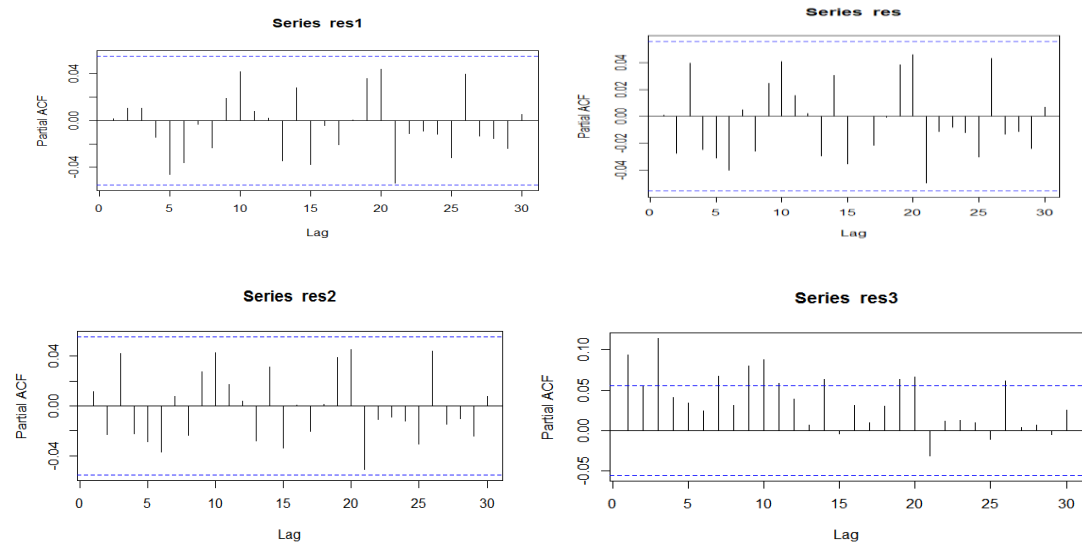 Series res1
Partial ACF
0.04
0.00
-0.04
0 5 10 15 20 25 30
Lag
Series res
Partial ACF
0.04
0.02
0.00
-0.02
-0.04
0 5 10 15 20 25 30
Lag
Series res2
Partial ACF
0.04
0.00
-0.04
0 5 10 15 20 25 30
Lag
Series res3
Partial ACF
0.10
0.05
0.00
-0.05
0 5 10 15 20 25 30
Lag